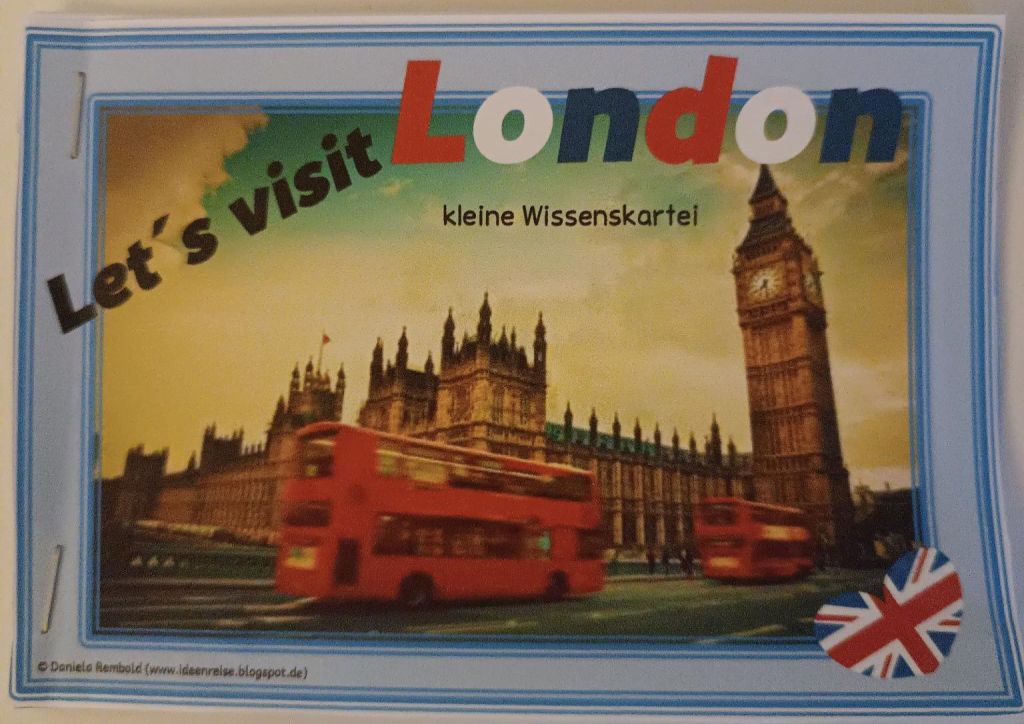 Let´s visit
London
kleine Wissenskartei
© Daniela Rembold (www.ideenreise.blogspot.de)